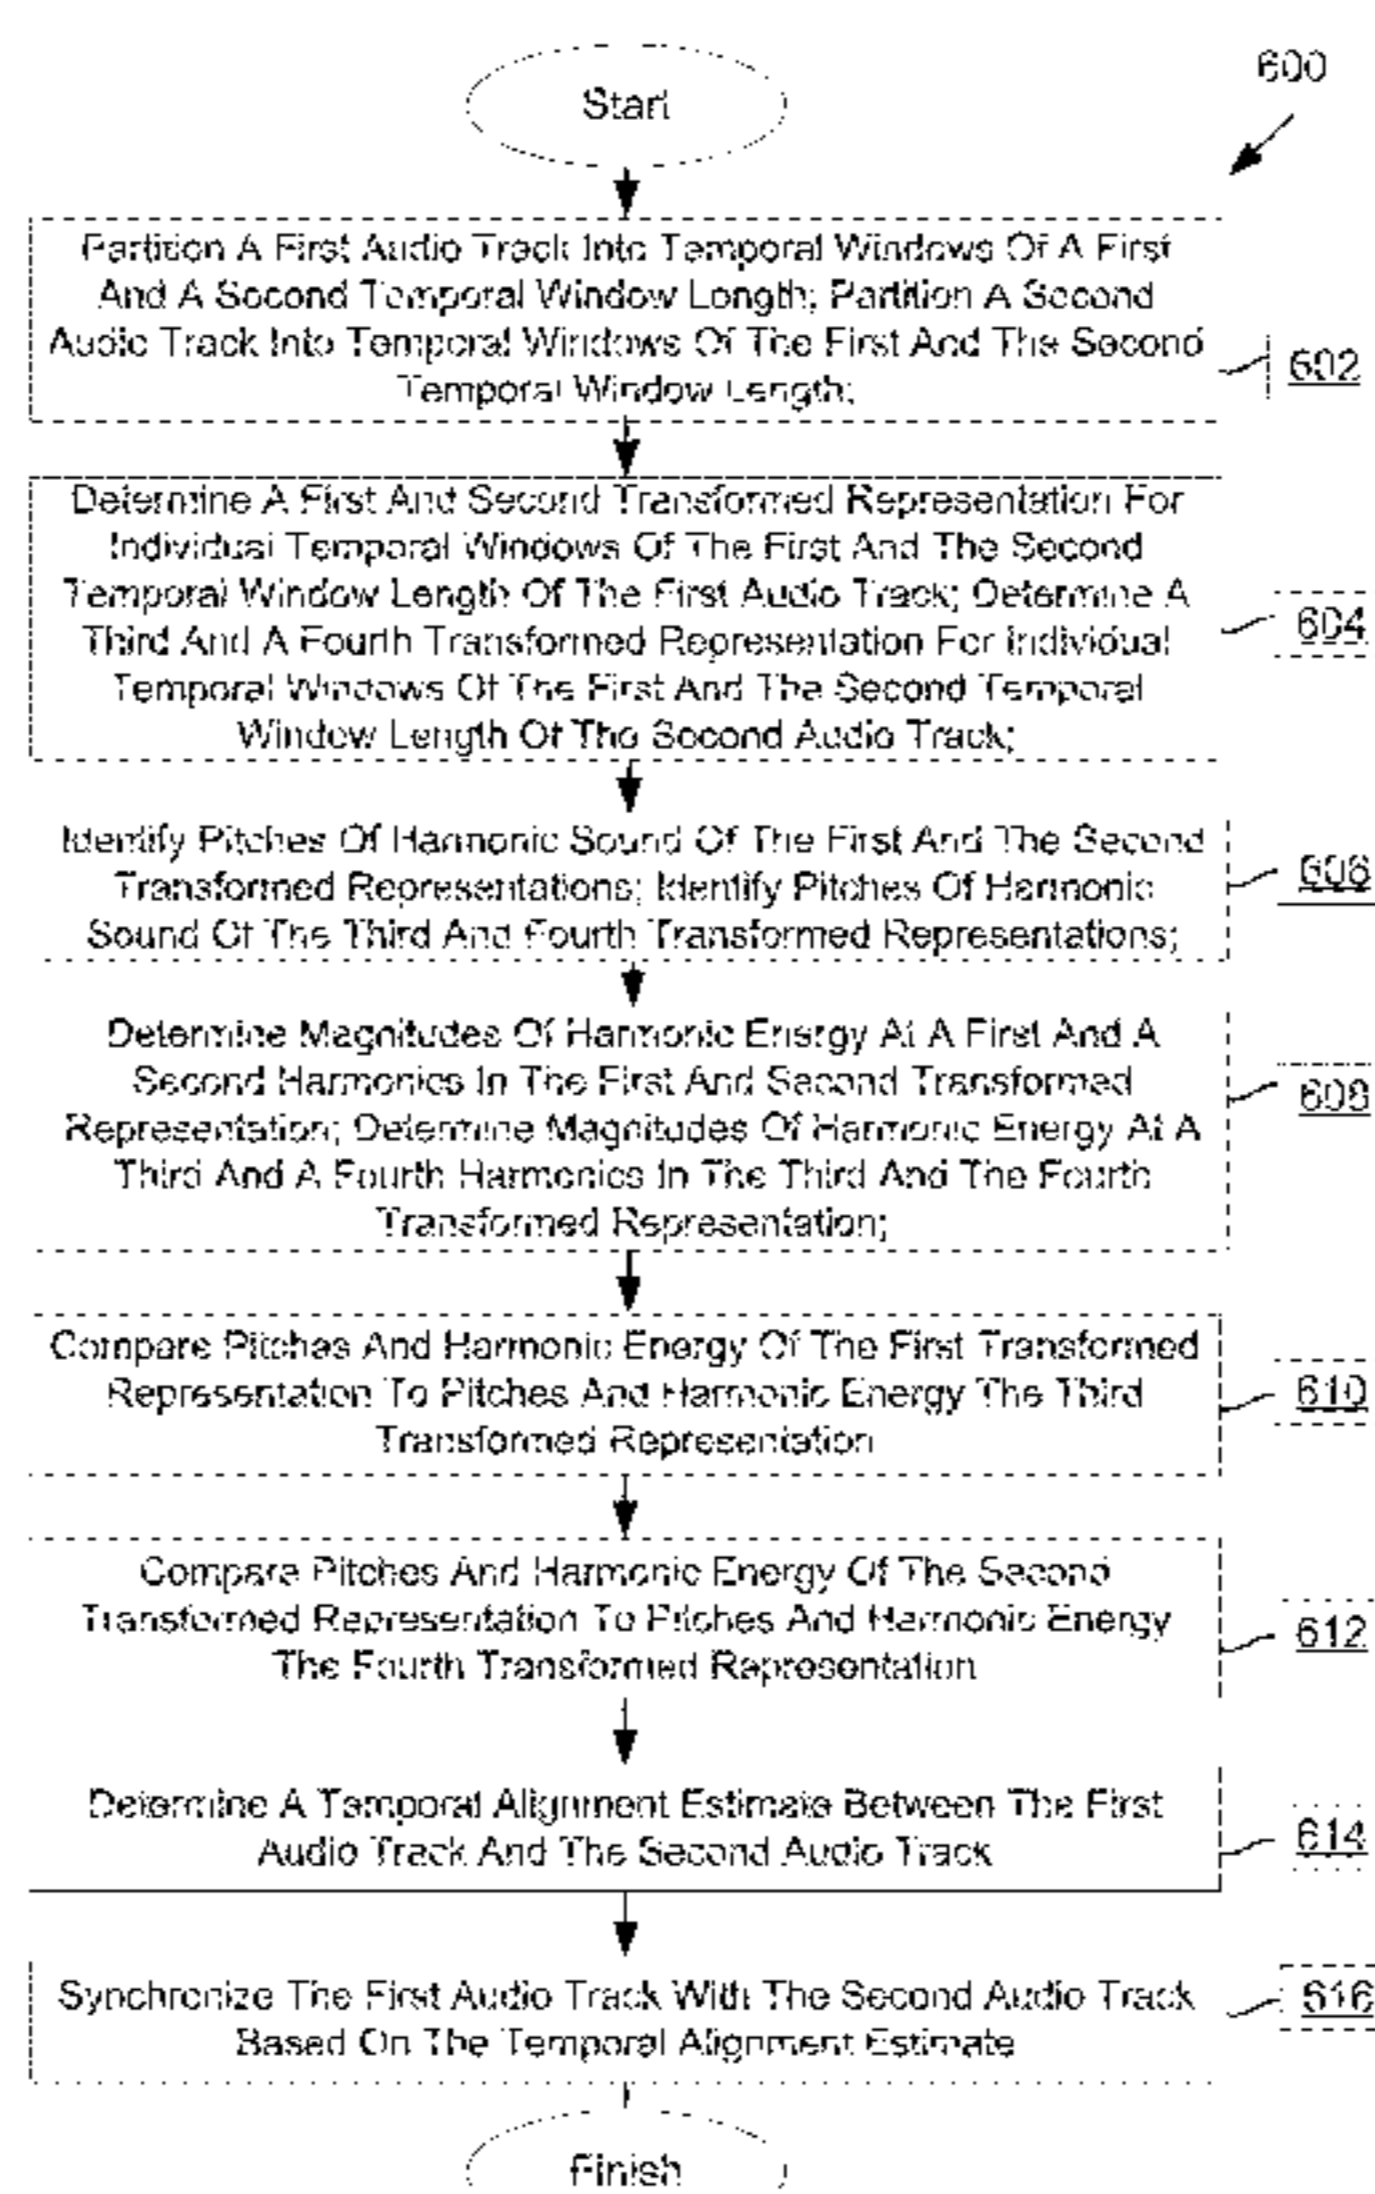 600
Start
Partition A First Audio Track Into Temporal Windows Of A First
And A Second Temporal Window Length; Partition A Second
Audio Track Into Temporal Windows Of The First And The Second
Temporal Window Length;
602
Determine A First And Second Transformed Representation For
Individual Temporal Windows Of The First And The Second
Temporal Window Length Of The First Audio Track; Determine A
Third And A Fourth Transformed Representation For Individual
Temporal Windows Of The First And The Second Temporal
Window Length Of The Second Audio Track;
604
Identify Pitches Of Harmonic Sound Of The First And The Second
Transformed Representations; Identify Pitches Of Harmonic
Sound Of The Third And Fourth Transformed Representations;
606
Determine Magnitudes Of Harmonic Energy At A First And A
Second Harmonics In The First And Second Transformed
Representation; Determine Magnitudes Of Harmonic Energy At A
Third And A Fourth Harmonics In The Third And The Fourth
Transformed Representation;
608
Compare Pitches And Harmonic Energy Of The First Transformed
Representation To Pitches And Harmonic Energy The Third
Transformed Representation
610
Compare Pitches And Harmonic Energy Of The Second
Transformed Representation To Pitches And Harmonic Energy
The Fourth Transformed Representation
612
Determine A Temporal Alignment Estimate Between The First
Audio Track And The Second Audio Track
614
Synchronize The First Audio Track With The Second Audio Track
Based On The Temporal Alignment Estimate
616
Finish